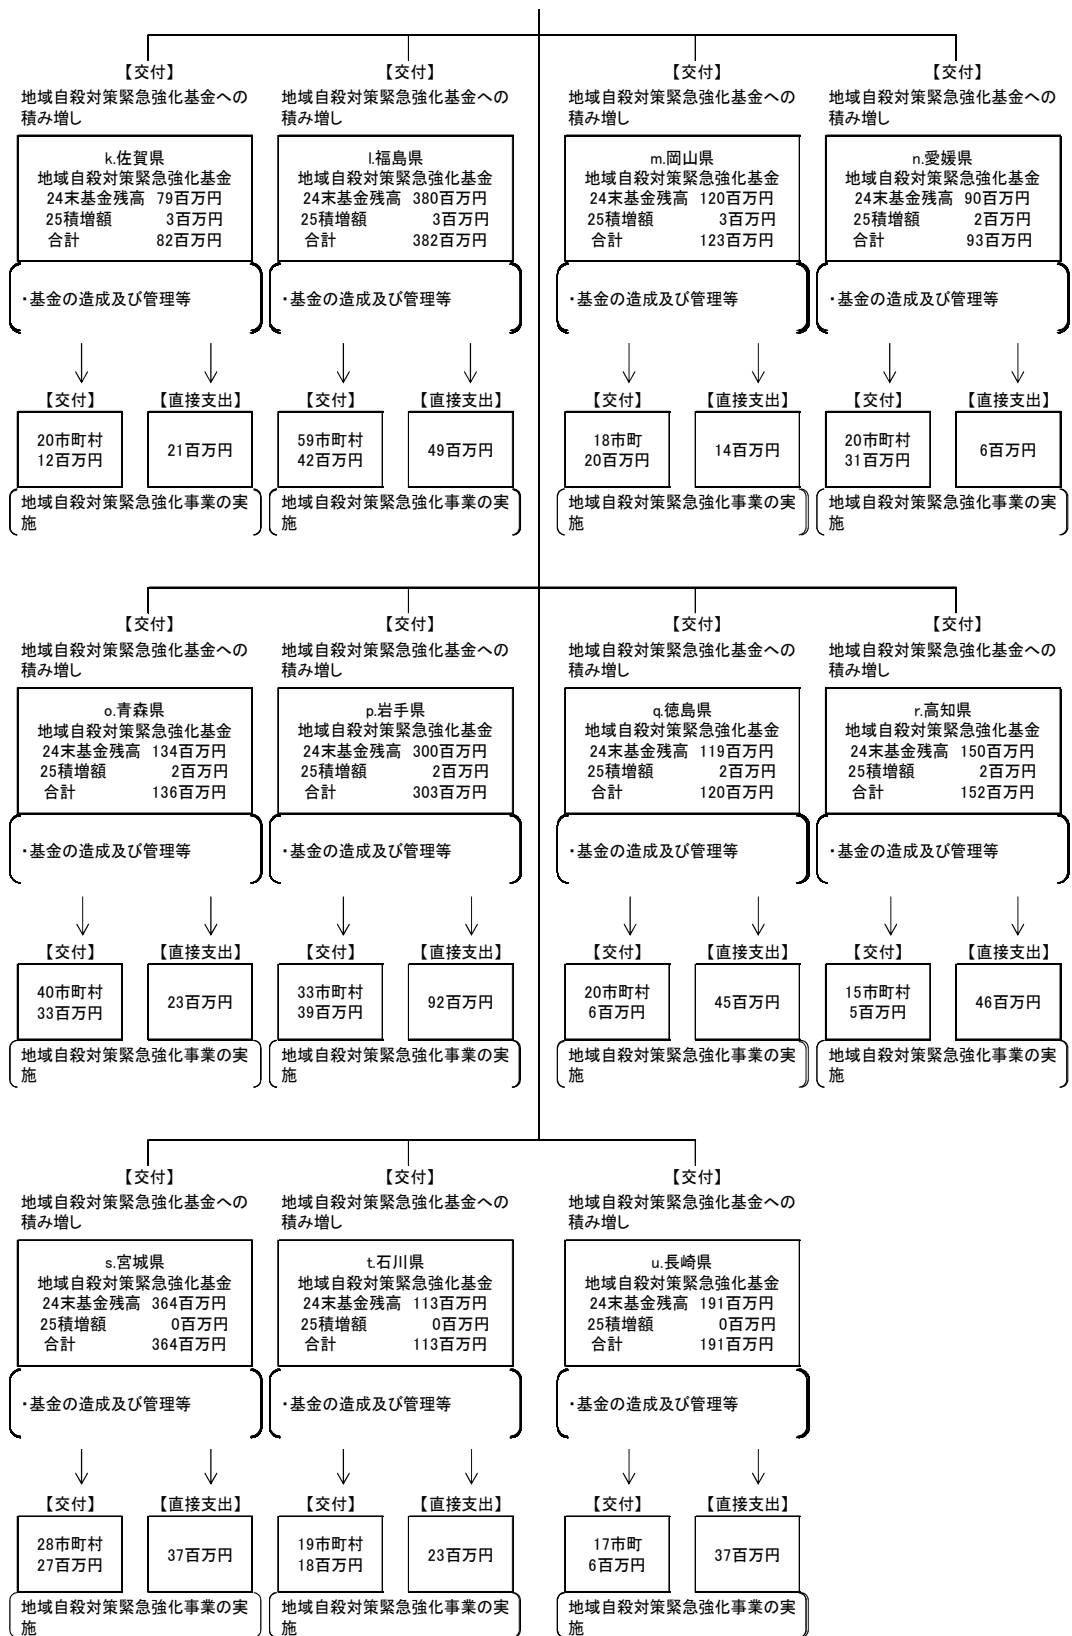 【交付】
地域自殺対策緊急強化基金への
積み増し
k.佐賀県
地域自殺対策緊急強化基金
24末基金残高 79百万円
25積増額 3百万円
合計 82百万円
・基金の造成及び管理等
【交付】
20市町村
12百万円
【直接支出】
21百万円
地域自殺対策緊急強化事業の実
施
【交付】
地域自殺対策緊急強化基金への
積み増し
l.福島県
地域自殺対策緊急強化基金
24末基金残高 380百万円
25積増額 3百万円
合計 382百万円
・基金の造成及び管理等
【交付】
59市町村
42百万円
【直接支出】
49百万円
地域自殺対策緊急強化事業の実
施
【交付】
地域自殺対策緊急強化基金への
積み増し
m.岡山県
地域自殺対策緊急強化基金
24末基金残高 120百万円
25積増額 3百万円
合計 123百万円
・基金の造成及び管理等
【交付】
18市町
20百万円
【直接支出】
14百万円
地域自殺対策緊急強化事業の実
施
【交付】
地域自殺対策緊急強化基金への
積み増し
n.愛媛県
地域自殺対策緊急強化基金
24末基金残高 90百万円
25積増額 2百万円
合計 93百万円
・基金の造成及び管理等
【交付】
20市町村
31百万円
【直接支出】
6百万円
地域自殺対策緊急強化事業の実
施
【交付】
地域自殺対策緊急強化基金への
積み増し
o.青森県
地域自殺対策緊急強化基金
24末基金残高 134百万円
25積増額 2百万円
合計 136百万円
・基金の造成及び管理等
【交付】
40市町村
33百万円
【直接支出】
23百万円
地域自殺対策緊急強化事業の実
施
【交付】
地域自殺対策緊急強化基金への
積み増し
p.岩手県
地域自殺対策緊急強化基金
24末基金残高 300百万円
25積増額 2百万円
合計 303百万円
・基金の造成及び管理等
【交付】
33市町村
39百万円
【直接支出】
92百万円
地域自殺対策緊急強化事業の実
施
【交付】
地域自殺対策緊急強化基金への
積み増し
q.徳島県
地域自殺対策緊急強化基金
24末基金残高 119百万円
25積増額 2百万円
合計 120百万円
・基金の造成及び管理等
【交付】
20市町村
6百万円
【直接支出】
45百万円
地域自殺対策緊急強化事業の実
施
【交付】
地域自殺対策緊急強化基金への
積み増し
r.高知県
地域自殺対策緊急強化基金
24末基金残高 150百万円
25積増額 2百万円
合計 152百万円
・基金の造成及び管理等
【交付】
15市町村
5百万円
【直接支出】
46百万円
地域自殺対策緊急強化事業の実
施
【交付】
地域自殺対策緊急強化基金への
積み増し
s.宮城県
地域自殺対策緊急強化基金
24末基金残高 364百万円
25積増額 0百万円
合計 364百万円
・基金の造成及び管理等
【交付】
28市町村
27百万円
【直接支出】
37百万円
地域自殺対策緊急強化事業の実
施
【交付】
地域自殺対策緊急強化基金への
積み増し
t.石川県
地域自殺対策緊急強化基金
24末基金残高 113百万円
25積増額 0百万円
合計 113百万円
・基金の造成及び管理等
【交付】
19市町村
18百万円
【直接支出】
23百万円
地域自殺対策緊急強化事業の実
施
【交付】
地域自殺対策緊急強化基金への
積み増し
u.長崎県
地域自殺対策緊急強化基金
24末基金残高 191百万円
25積増額 0百万円
合計 191百万円
・基金の造成及び管理等
【交付】
17市町
6百万円
【直接支出】
37百万円
地域自殺対策緊急強化事業の実
施